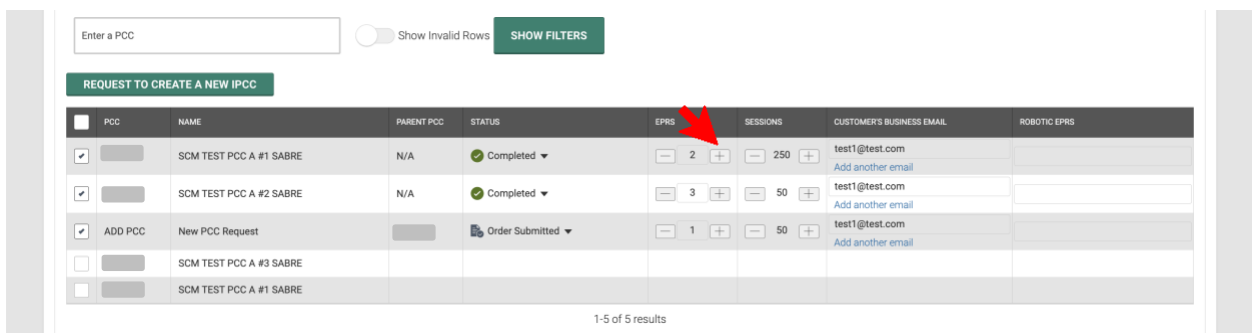 Enter a PCC
Show Invalid Rows
SHOW FILTERS
REQUEST TO CREATE A NEW IPCC
PCC NAME PARENT PCC STATUS EPRS SESSIONS CUSTOMER'S BUSINESS EMAIL ROBOTIC EPRS
SCM TEST PCC A #1 SABRE N/A Completed 2 250 test1@test.com
Add another email
SCM TEST PCC A #2 SABRE N/A Completed 3 50 test1@test.com
Add another email
ADD PCC New PCC Request Order Submitted 1 50 test1@test.com
Add another email
SCM TEST PCC A #3 SABRE
SCM TEST PCC A #1 SABRE
1-5 of 5 results